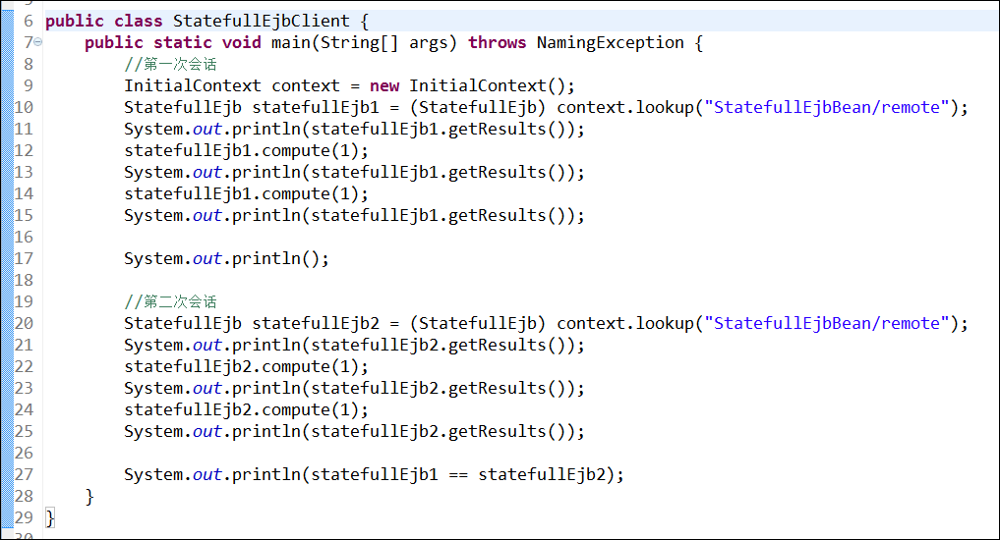 6 public class StatefullEjbClient {
7 public static void main(String[] args) throws NamingException {
8 //第一次会话
9 InitialContext context = new InitialContext();
10 StatefullEjb statefullEjb1 = (StatefullEjb) context.lookup("StatefullEjbBean/remote");
11 System.out.println(statefullEjb1.getResults());
12 statefullEjb1.compute(1);
13 System.out.println(statefullEjb1.getResults());
14 statefullEjb1.compute(1);
15 System.out.println(statefullEjb1.getResults());
16
17 System.out.println();
18
19 //第二次会话
20 StatefullEjb statefullEjb2 = (StatefullEjb) context.lookup("StatefullEjbBean/remote");
21 System.out.println(statefullEjb2.getResults());
22 statefullEjb2.compute(1);
23 System.out.println(statefullEjb2.getResults());
24 statefullEjb2.compute(1);
25 System.out.println(statefullEjb2.getResults());
26
27 System.out.println(statefullEjb1 == statefullEjb2);
28 }
29 }
30